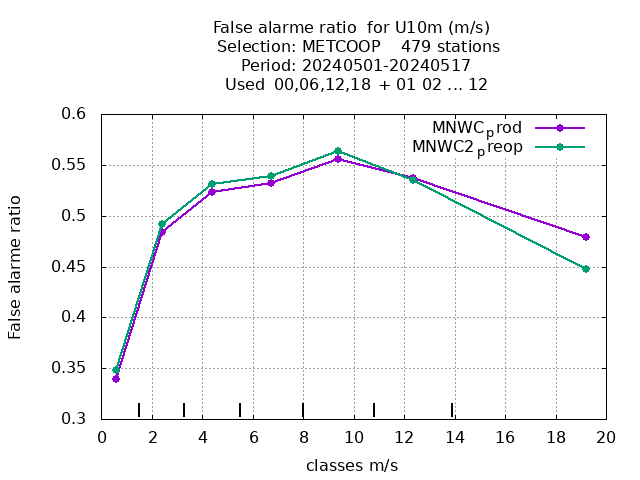 False alarme ratio  for U10m (m/s)
Selection: METCOOP    479 stations
Period: 20240501-20240517
Used  00,06,12,18 + 01 02 ... 12
0.6
0.55
0.5
0.45
0.4
0.35
0.3
False alarme ratio
MNWCprod
MNWC2preop
0 2 4 6 8 10 12 14 16 18 20
classes m/s